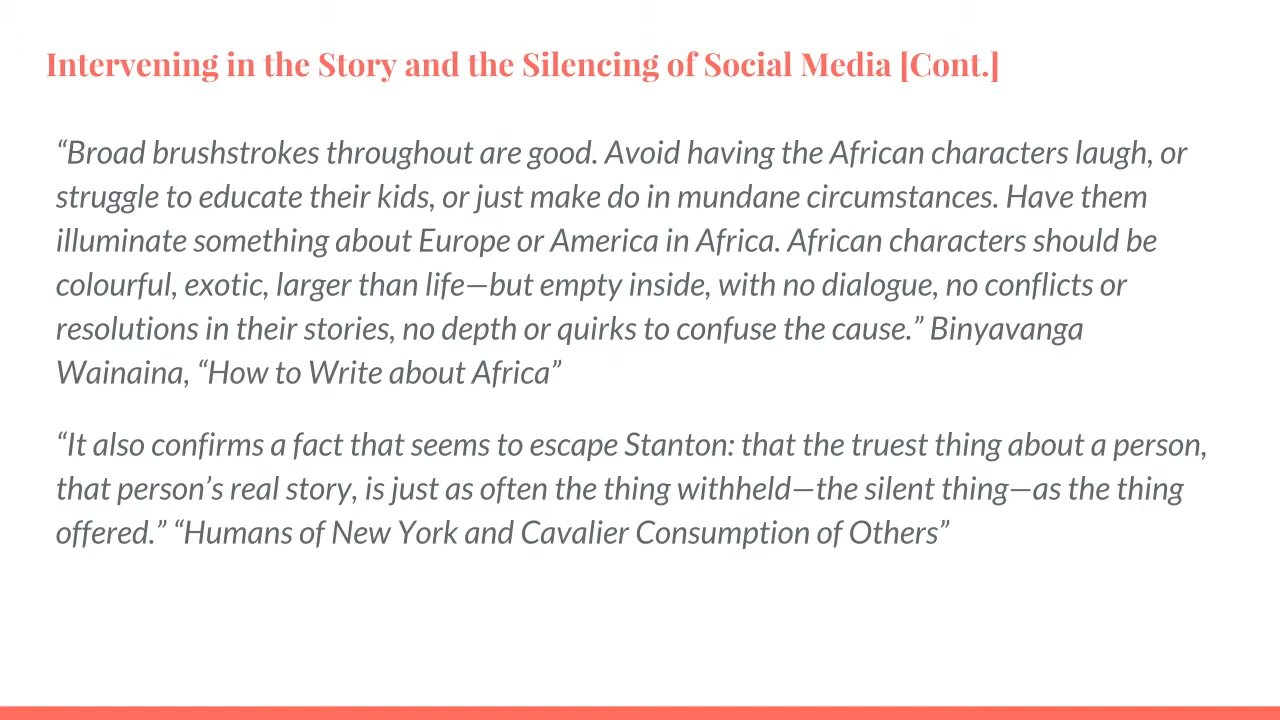 Intervening in the Story and the Silencing of Social Media [Cont.]
“Broad brushstrokes throughout are good. Avoid having the African characters laugh, or
struggle to educate their kids, or just make do in mundane circumstances. Have them
illuminate something about Europe or America in Africa. African characters should be
colourful, exotic, larger than life—but empty inside, with no dialogue, no conflicts or
resolutions in their stories, no depth or quirks to confuse the cause.” Binyavanga
Wainaina, “How to Write about Africa”
“It also confirms a fact that seems to escape Stanton: that the truest thing about a person,
that person’s real story, is just as often the thing withheld—the silent thing—as the thing
offered.” “Humans of New York and Cavalier Consumption of Others”